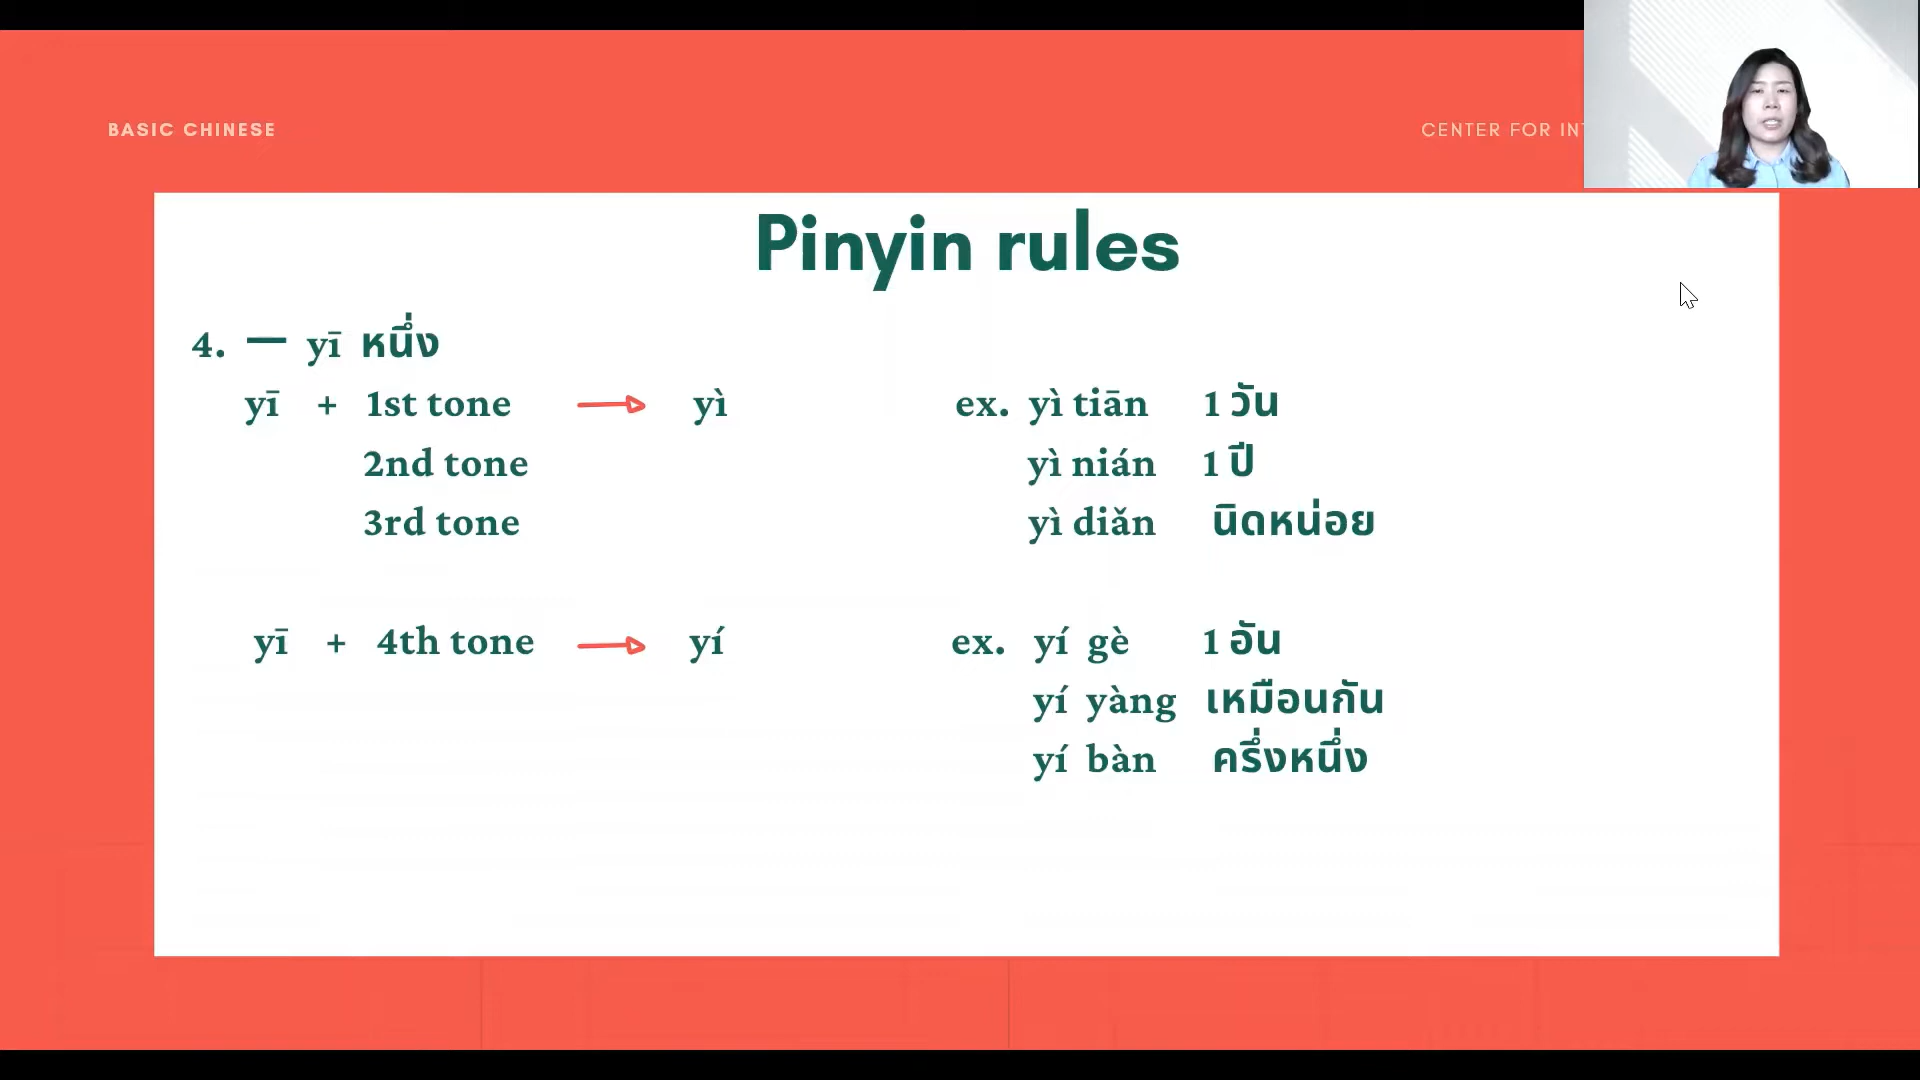 BASIC CHINESE
CENTER FOR
Pinyin rules
4. 一 yī หนึ่ง
yī + 1st tone → yì ex. yì tiān 1 วัน
2nd tone yì nián 1 ปี
3rd tone yì diǎn นิดหน่อย
yī + 4th tone → yí ex. yí gè 1 อัน
yí yàng เหมือนกัน
yí bàn ครึ่งหนึ่ง